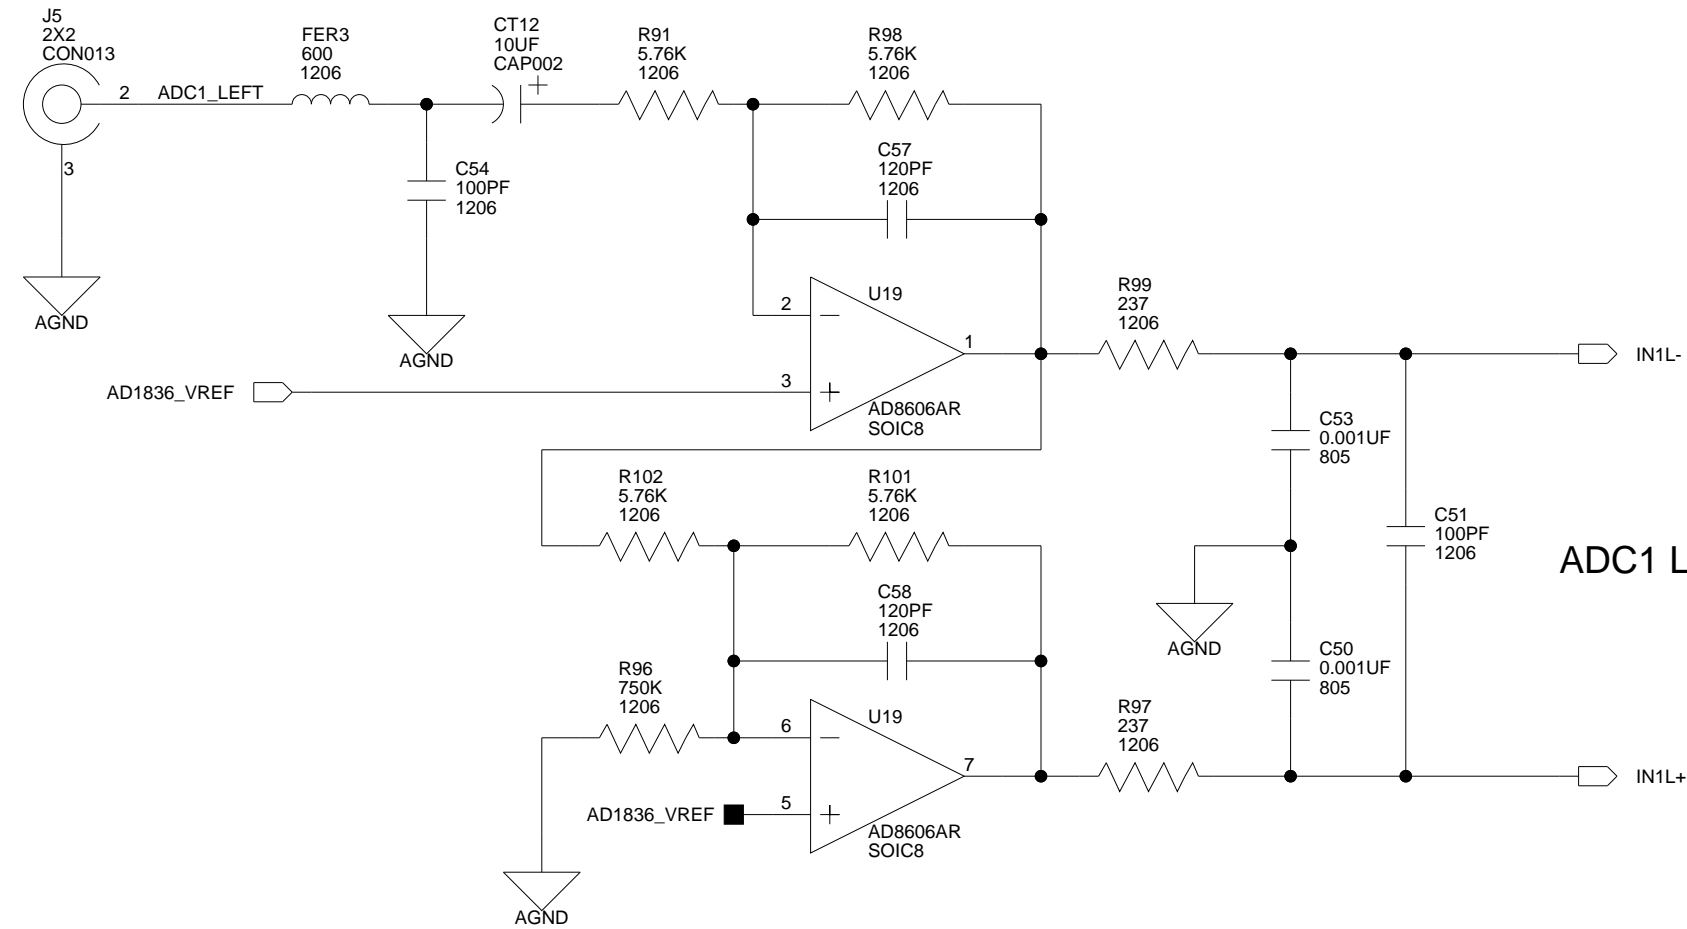 J5
2X2
CON013
2
ADC1_LEFT
3
AGND
FER3
600
1206
CT12
10UF
CAP002
+
C54
100PF
1206
AGND
R91
5.76K
1206
R98
5.76K
1206
C57
120PF
1206
U19
2
1
3
AD8606AR
SOIC8
AD1836_VREF
R99
237
1206
IN1L-
C53
0.001UF
805
C51
100PF
1206
ADC1 L
AGND
C50
0.001UF
805
R102
5.76K
1206
R101
5.76K
1206
C58
120PF
1206
R96
750K
1206
U19
6
7
5
AD1836_VREF
AD8606AR
SOIC8
AGND
R97
237
1206
IN1L+